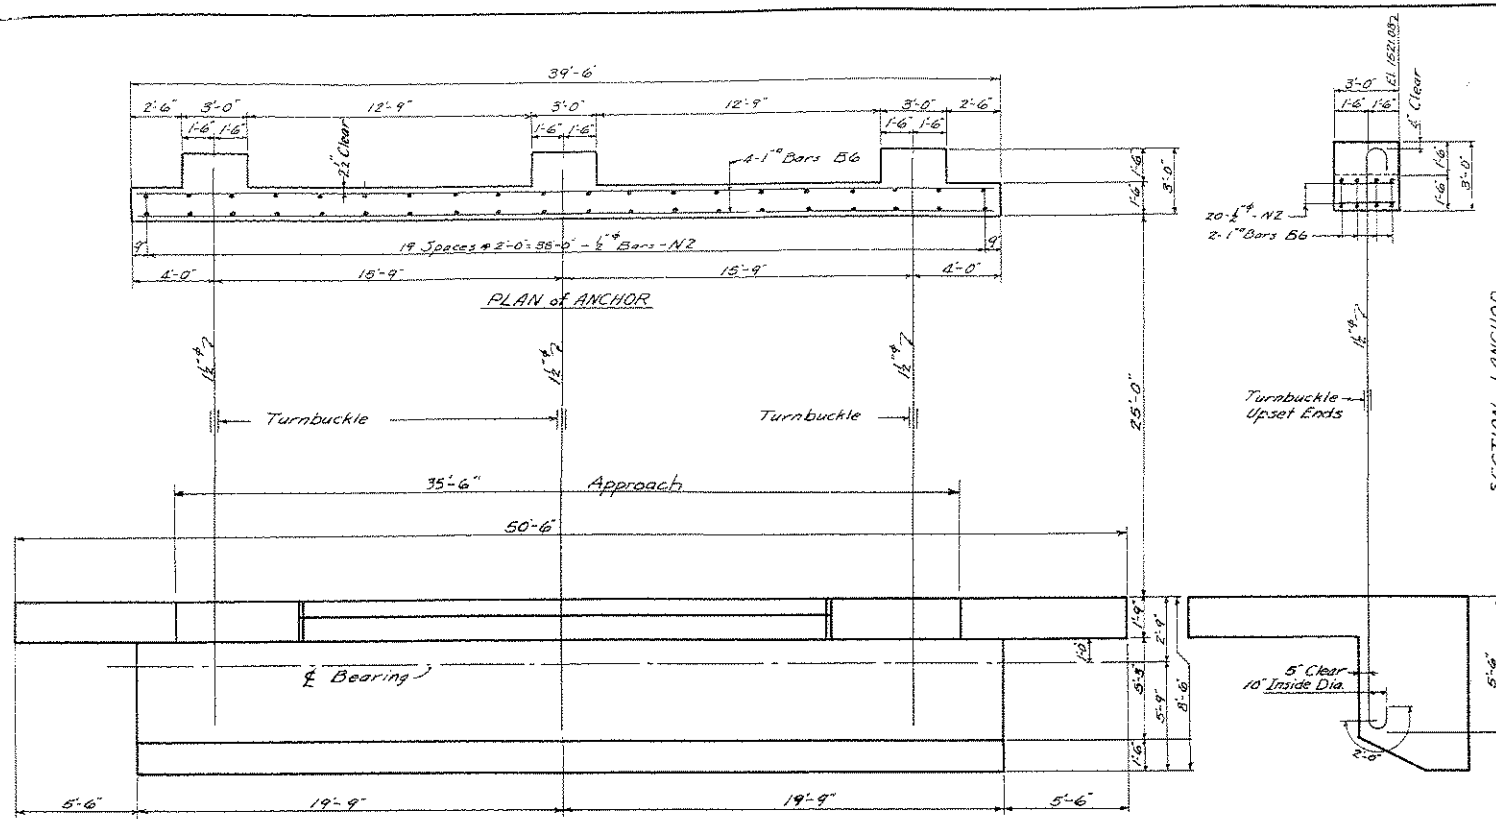 39'-6"
2'-6" 3'-0" 12'-9" 3'-0" 12'-9" 3'-0" 2'-6"
1'-6" 1'-6" 1'-6" 1'-6" 1'-6" 1'-6"
2½" Clear
4-1"⌀ Bars B6
1'-6"
1'-6"
3'-0"
9" 19 Spaces @ 2'-0"=38'-0" - ½"⌀ Bars - N2 9"
4'-0" 15'-9" 15'-9" 4'-0"
PLAN of ANCHOR
3'-0"
1'-6" 1'-6"
El. 1521.082
6" Clear
1'-6"
1'-6"
3'-0"
20-½"⌀-N2
2-1"⌀ Bars B6
1½"⌀ 1½"⌀ 1½"⌀ 1½"⌀
Turnbuckle Turnbuckle
25'-0"
Turnbuckle
Upset Ends
SECTION ANCHOR
35'-6" Approach
50'-6"
1'-9"
2'-9"
1'-0"
℄ Bearing
5'-3"
5'-9"
8'-6"
1'-6"
5" Clear
10" Inside Dia.
2'-0"
5'-6"
5'-6" 19'-9" 19'-9" 5'-6"